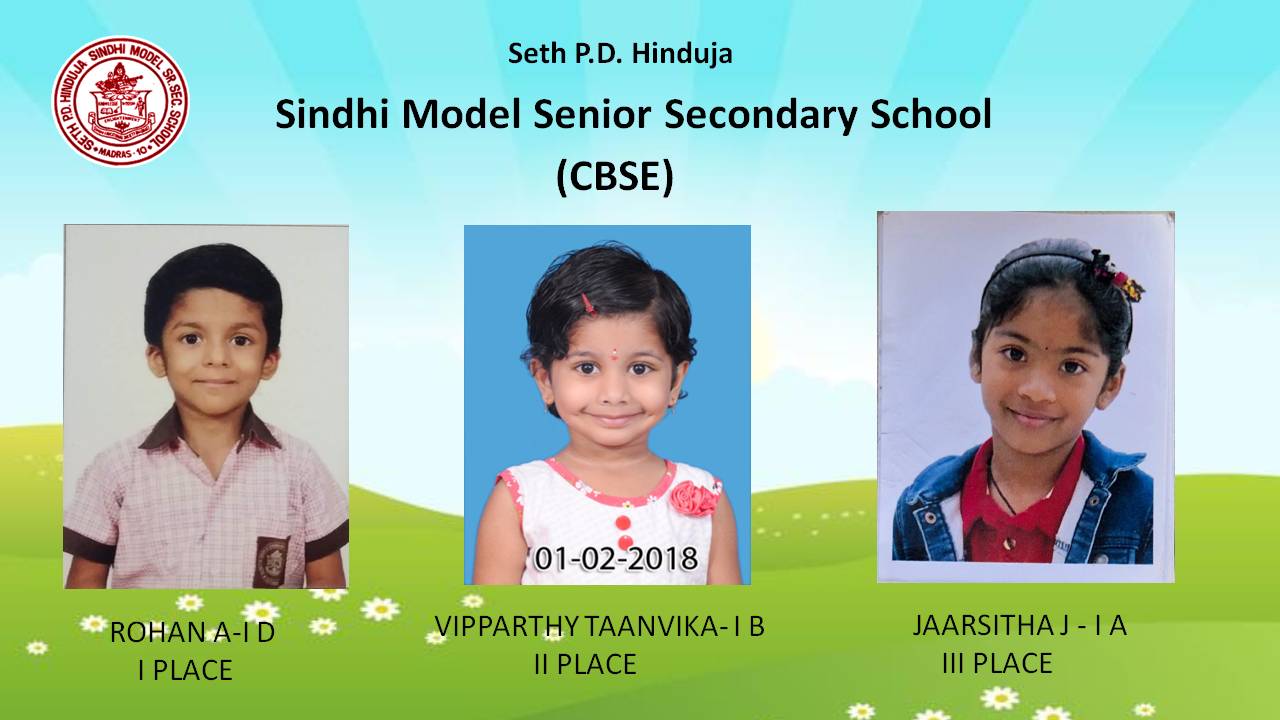 SETH P.D. HINDUJA SINDHI MODEL SR. SEC. SCHOOL
• MADRAS - 10 •
Seth P.D. Hinduja
Sindhi Model Senior Secondary School
(CBSE)
01-02-2018
ROHAN A-I D
I PLACE
VIPPARTHY TAANVIKA- I B
II PLACE
JAARSITHA J - I A
III PLACE